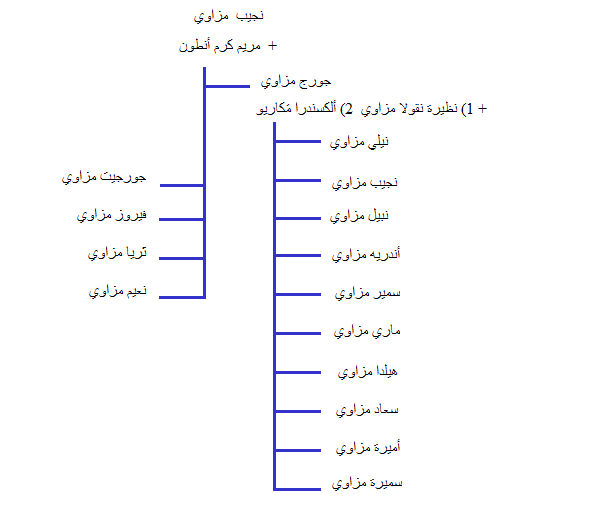 نجيب مزاوي
+ مريم كرم أنطون
جورج مزاوي
+ 1) نظيرة نقولا مزاوي 2) ألكسندرا مكاريو
نيلي مزاوي
نجيب مزاوي
نبيل مزاوي
أندريه مزاوي
سمير مزاوي
ماري مزاوي
هيلدا مزاوي
سعاد مزاوي
أميرة مزاوي
سميرة مزاوي
جورجيت مزاوي
فيروز مزاوي
ثريا مزاوي
نعيم مزاوي